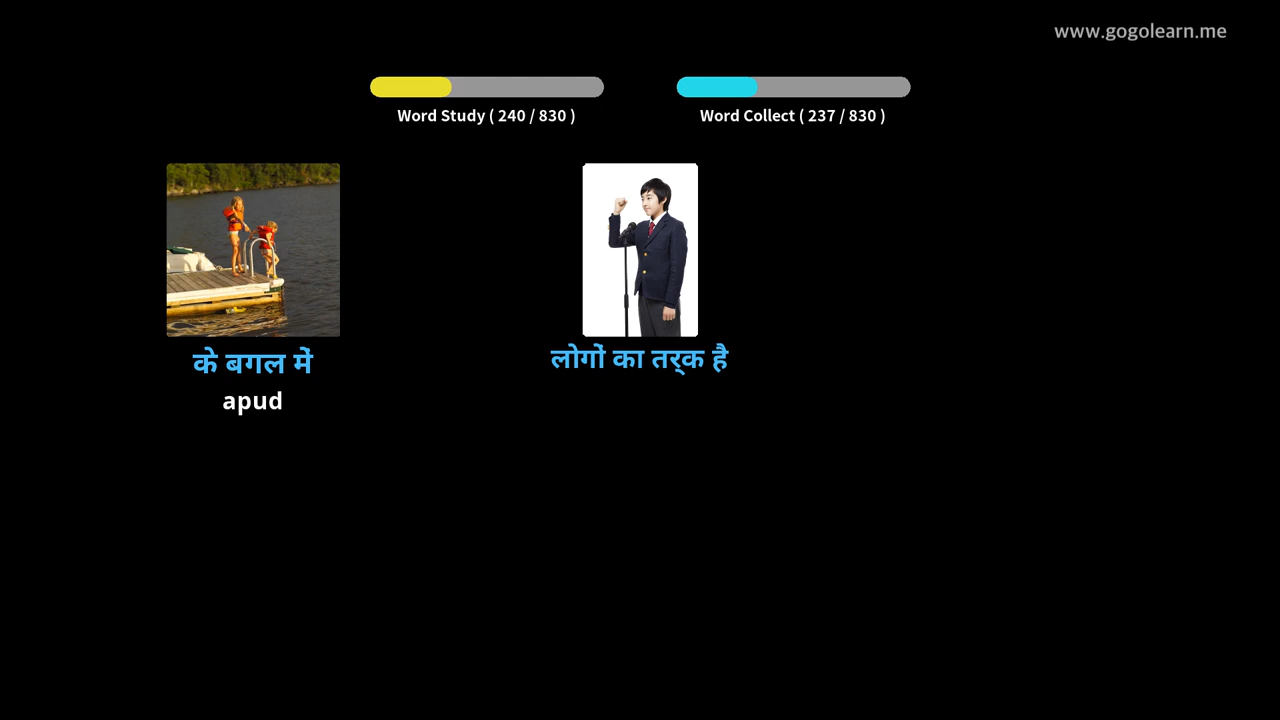 www.gogolearn.me
Word Study ( 240 / 830 )
Word Collect ( 237 / 830 )
के बगल में
apud
लोगों का तर्क है